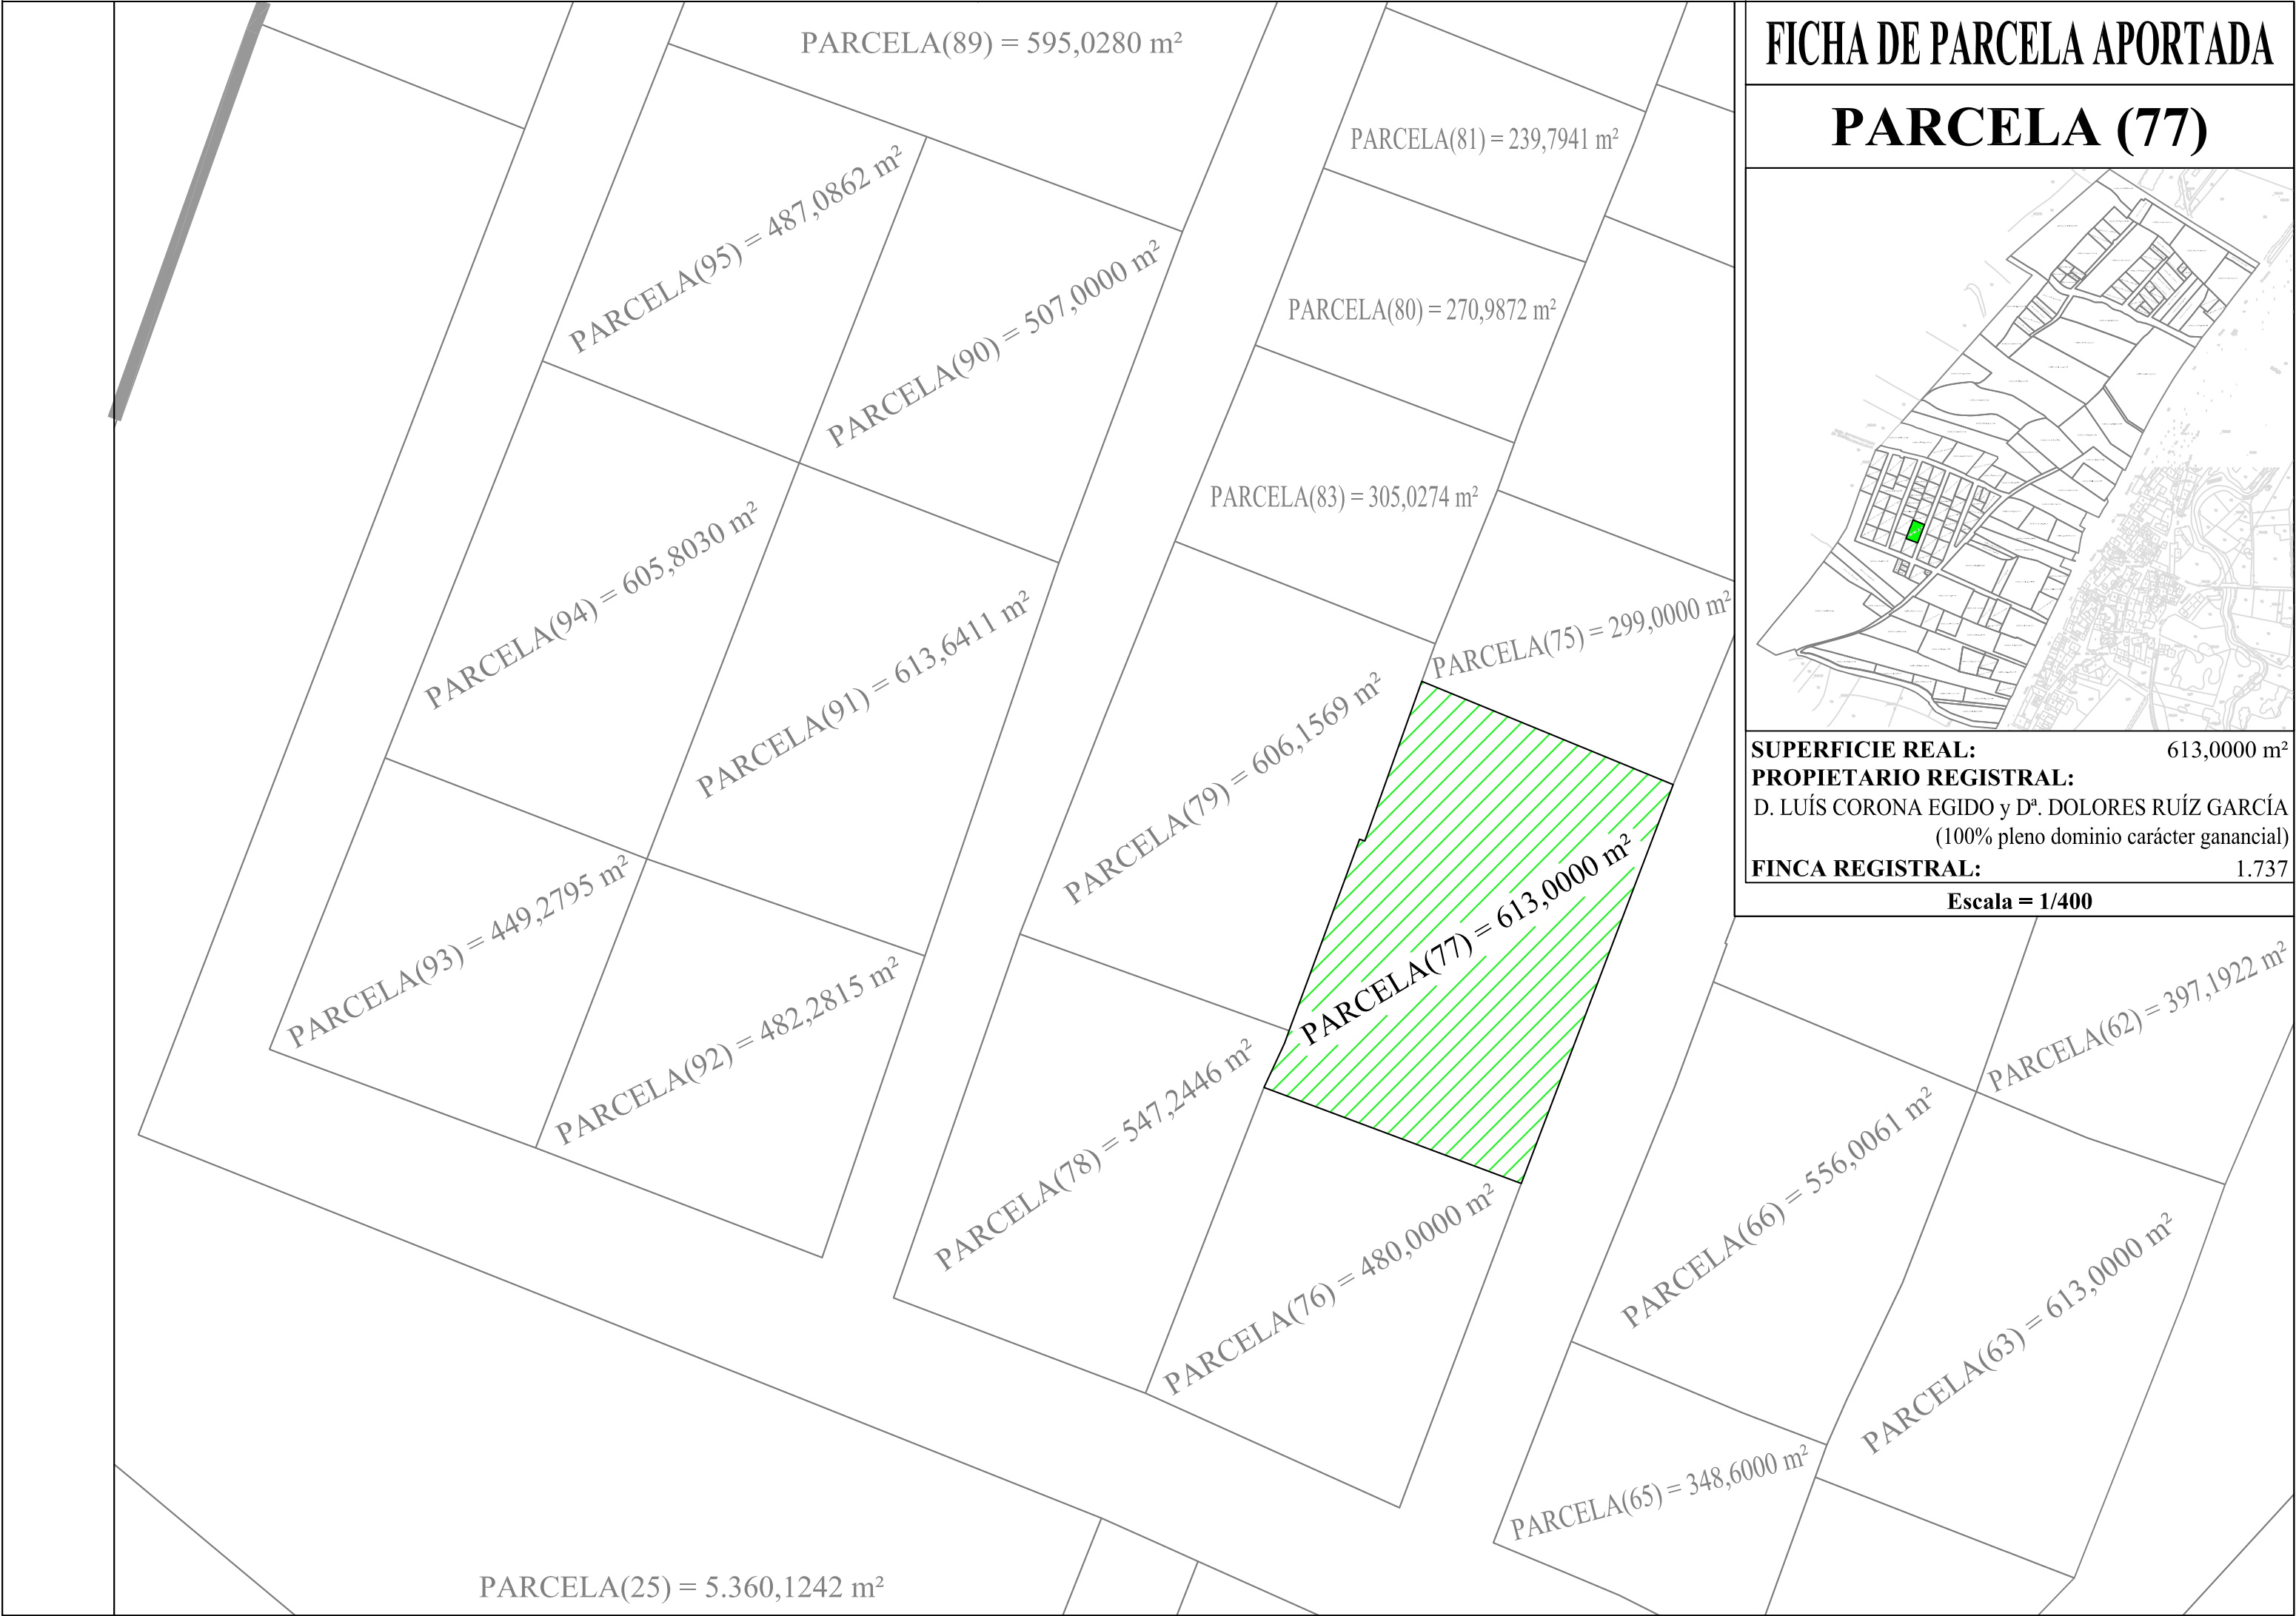 PARCELA(89) = 595,0280 m²
PARCELA(81) = 239,7941 m²
PARCELA(95) = 487,0862 m²
PARCELA(90) = 507,0000 m²
PARCELA(80) = 270,9872 m²
PARCELA(83) = 305,0274 m²
PARCELA(94) = 605,8030 m²
PARCELA(91) = 613,6411 m²
PARCELA(75) = 299,0000 m²
PARCELA(79) = 606,1569 m²
PARCELA(77) = 613,0000 m²
PARCELA(93) = 449,2795 m²
PARCELA(92) = 482,2815 m²
PARCELA(78) = 547,2446 m²
PARCELA(76) = 480,0000 m²
PARCELA(62) = 397,1922 m²
PARCELA(66) = 556,0061 m²
PARCELA(63) = 613,0000 m²
PARCELA(65) = 348,6000 m²
PARCELA(25) = 5.360,1242 m²
FICHA DE PARCELA APORTADA
PARCELA (77)
SUPERFICIE REAL: 613,0000 m²
PROPIETARIO REGISTRAL:
D. LUÍS CORONA EGIDO y Dª. DOLORES RUÍZ GARCÍA
(100% pleno dominio carácter ganancial)
FINCA REGISTRAL: 1.737
Escala = 1/400